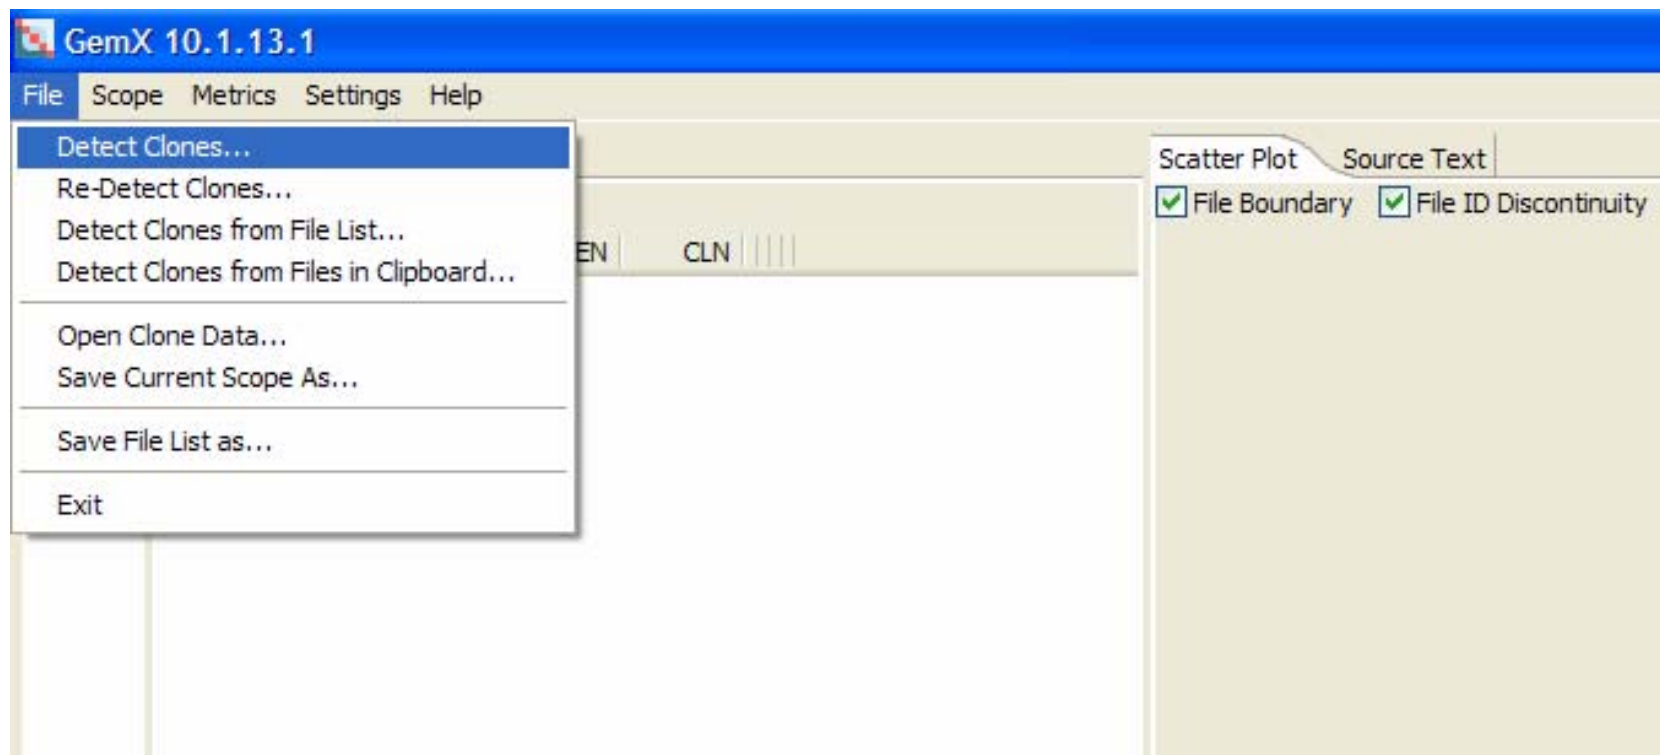 GemX 10.1.13.1
File Scope Metrics Settings Help
Detect Clones...
Re-Detect Clones...
Detect Clones from File List...
Detect Clones from Files in Clipboard...
Open Clone Data...
Save Current Scope As...
Save File List as...
Exit
EN CLN
Scatter Plot Source Text
File Boundary File ID Discontinuity